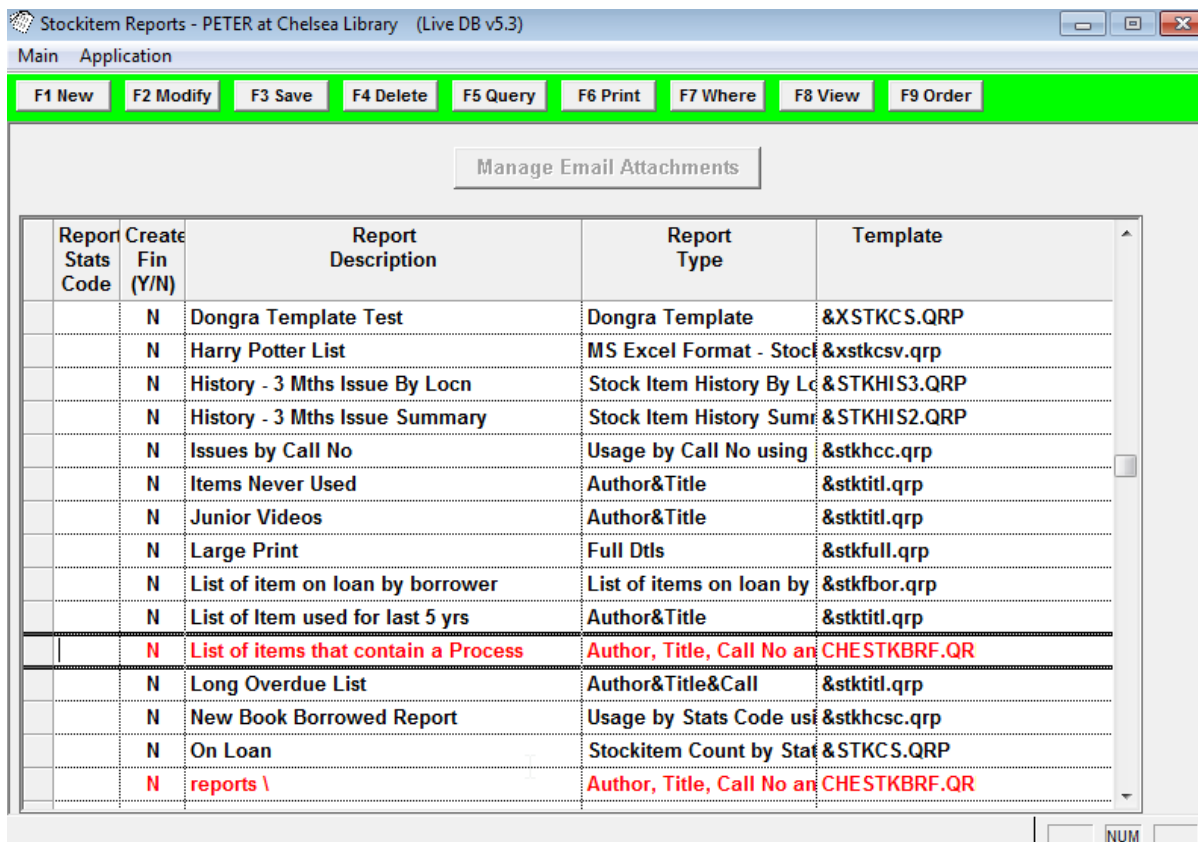 Stockitem Reports - PETER at Chelsea Library (Live DB v5.3)
Main Application
F1 New F2 Modify F3 Save F4 Delete F5 Query F6 Print F7 Where F8 View F9 Order
Manage Email Attachments
Report Create Report Report Template
Stats Fin Description Type
Code (Y/N)
N Dongra Template Test Dongra Template &XSTKCS.QRP
N Harry Potter List MS Excel Format - Stock &xstkcsv.qrp
N History - 3 Mths Issue By Locn Stock Item History By Lo &STKHIS3.QRP
N History - 3 Mths Issue Summary Stock Item History Summ &STKHIS2.QRP
N Issues by Call No Usage by Call No using &stkhcc.qrp
N Items Never Used Author&Title &stktitl.qrp
N Junior Videos Author&Title &stktitl.qrp
N Large Print Full Dtls &stkfull.qrp
N List of item on loan by borrower List of items on loan by &stkfbor.qrp
N List of Item used for last 5 yrs Author&Title &stktitl.qrp
N List of items that contain a Process Author, Title, Call No an CHESTKBRF.QR
N Long Overdue List Author&Title&Call &stktitl.qrp
N New Book Borrowed Report Usage by Stats Code usi &stkhcsc.qrp
N On Loan Stockitem Count by Stat &STKCS.QRP
N reports \ Author, Title, Call No an CHESTKBRF.QR
NUM